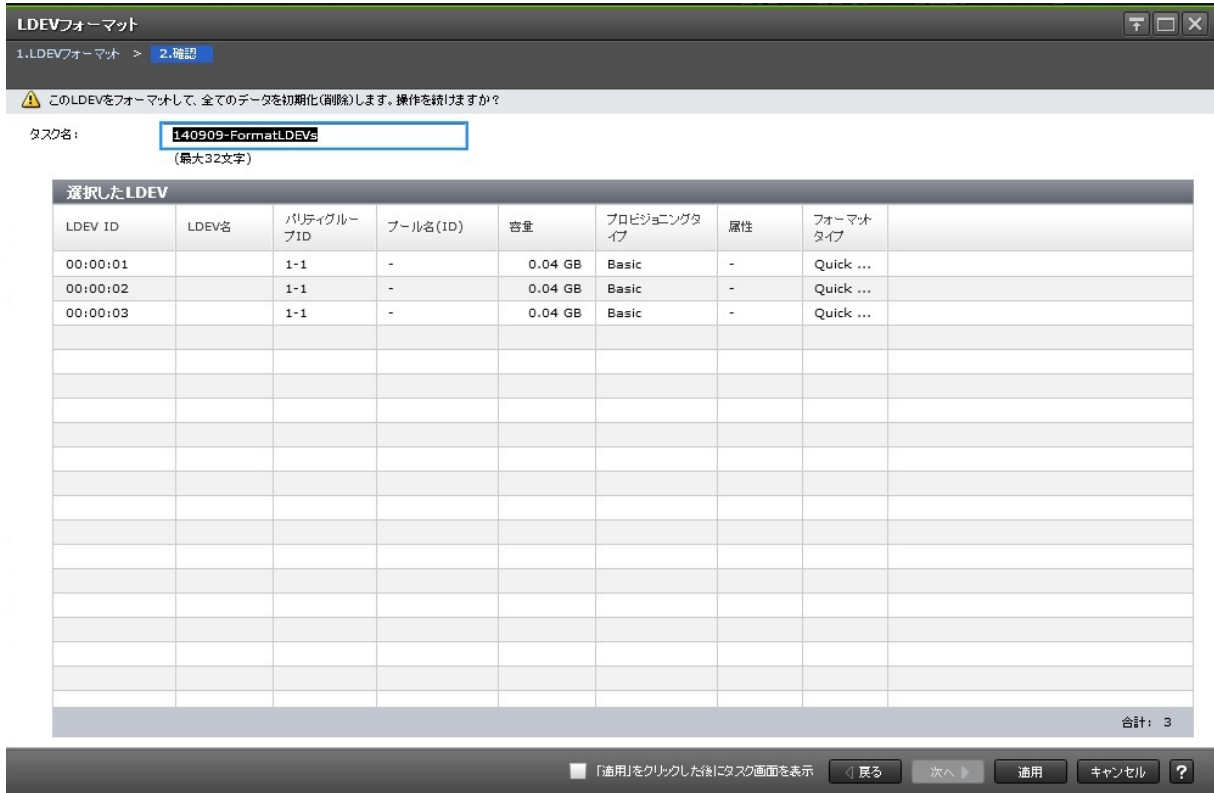 LDEVフォーマット
1.LDEVフォーマット > 2.確認
このLDEVをフォーマットして、全てのデータを初期化(削除)します。操作を続けますか?
タスク名: 140909-FormatLDEVs
(最大32文字)
選択したLDEV
LDEV ID LDEV名 パリティグループID プール名(ID) 容量 プロビジョニングタイプ 属性 フォーマットタイプ
00:00:01 1-1 - 0.04 GB Basic - Quick ...
00:00:02 1-1 - 0.04 GB Basic - Quick ...
00:00:03 1-1 - 0.04 GB Basic - Quick ...
合計: 3
「適用」をクリックした後にタスク画面を表示 戻る 次へ 適用 キャンセル ?